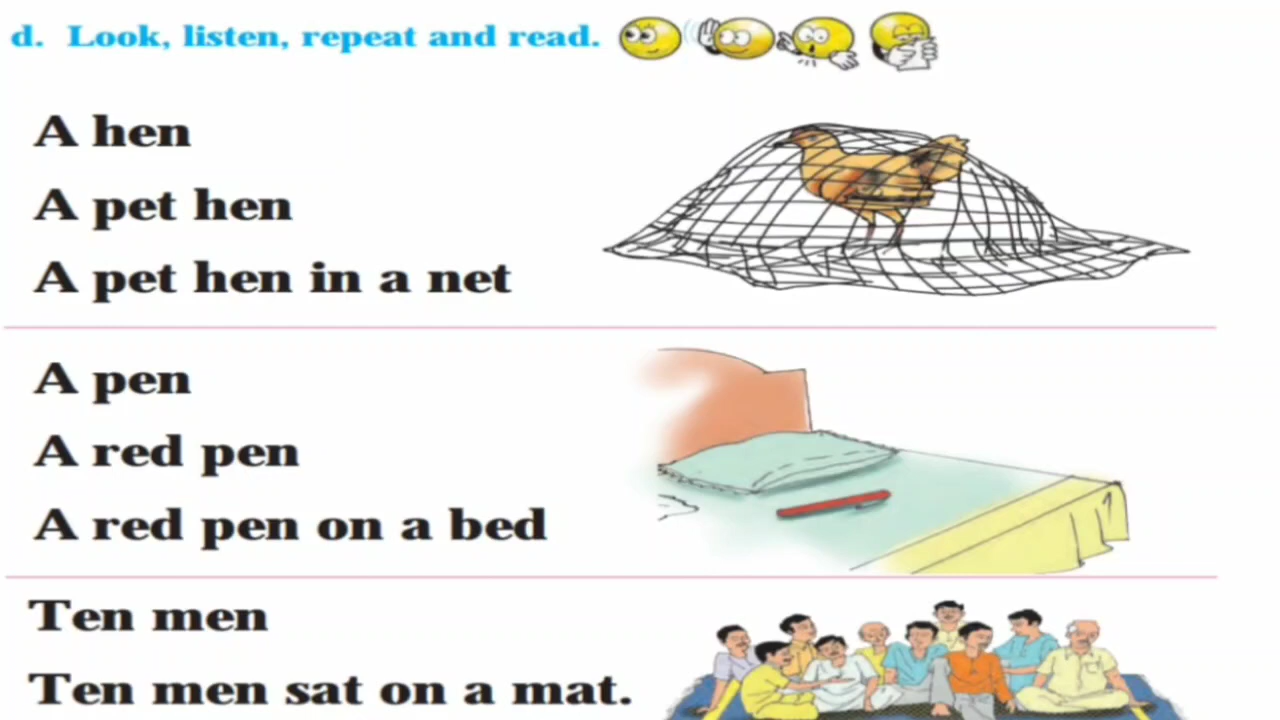 d. Look, listen, repeat and read.
A hen
A pet hen
A pet hen in a net
A pen
A red pen
A red pen on a bed
Ten men
Ten men sat on a mat.